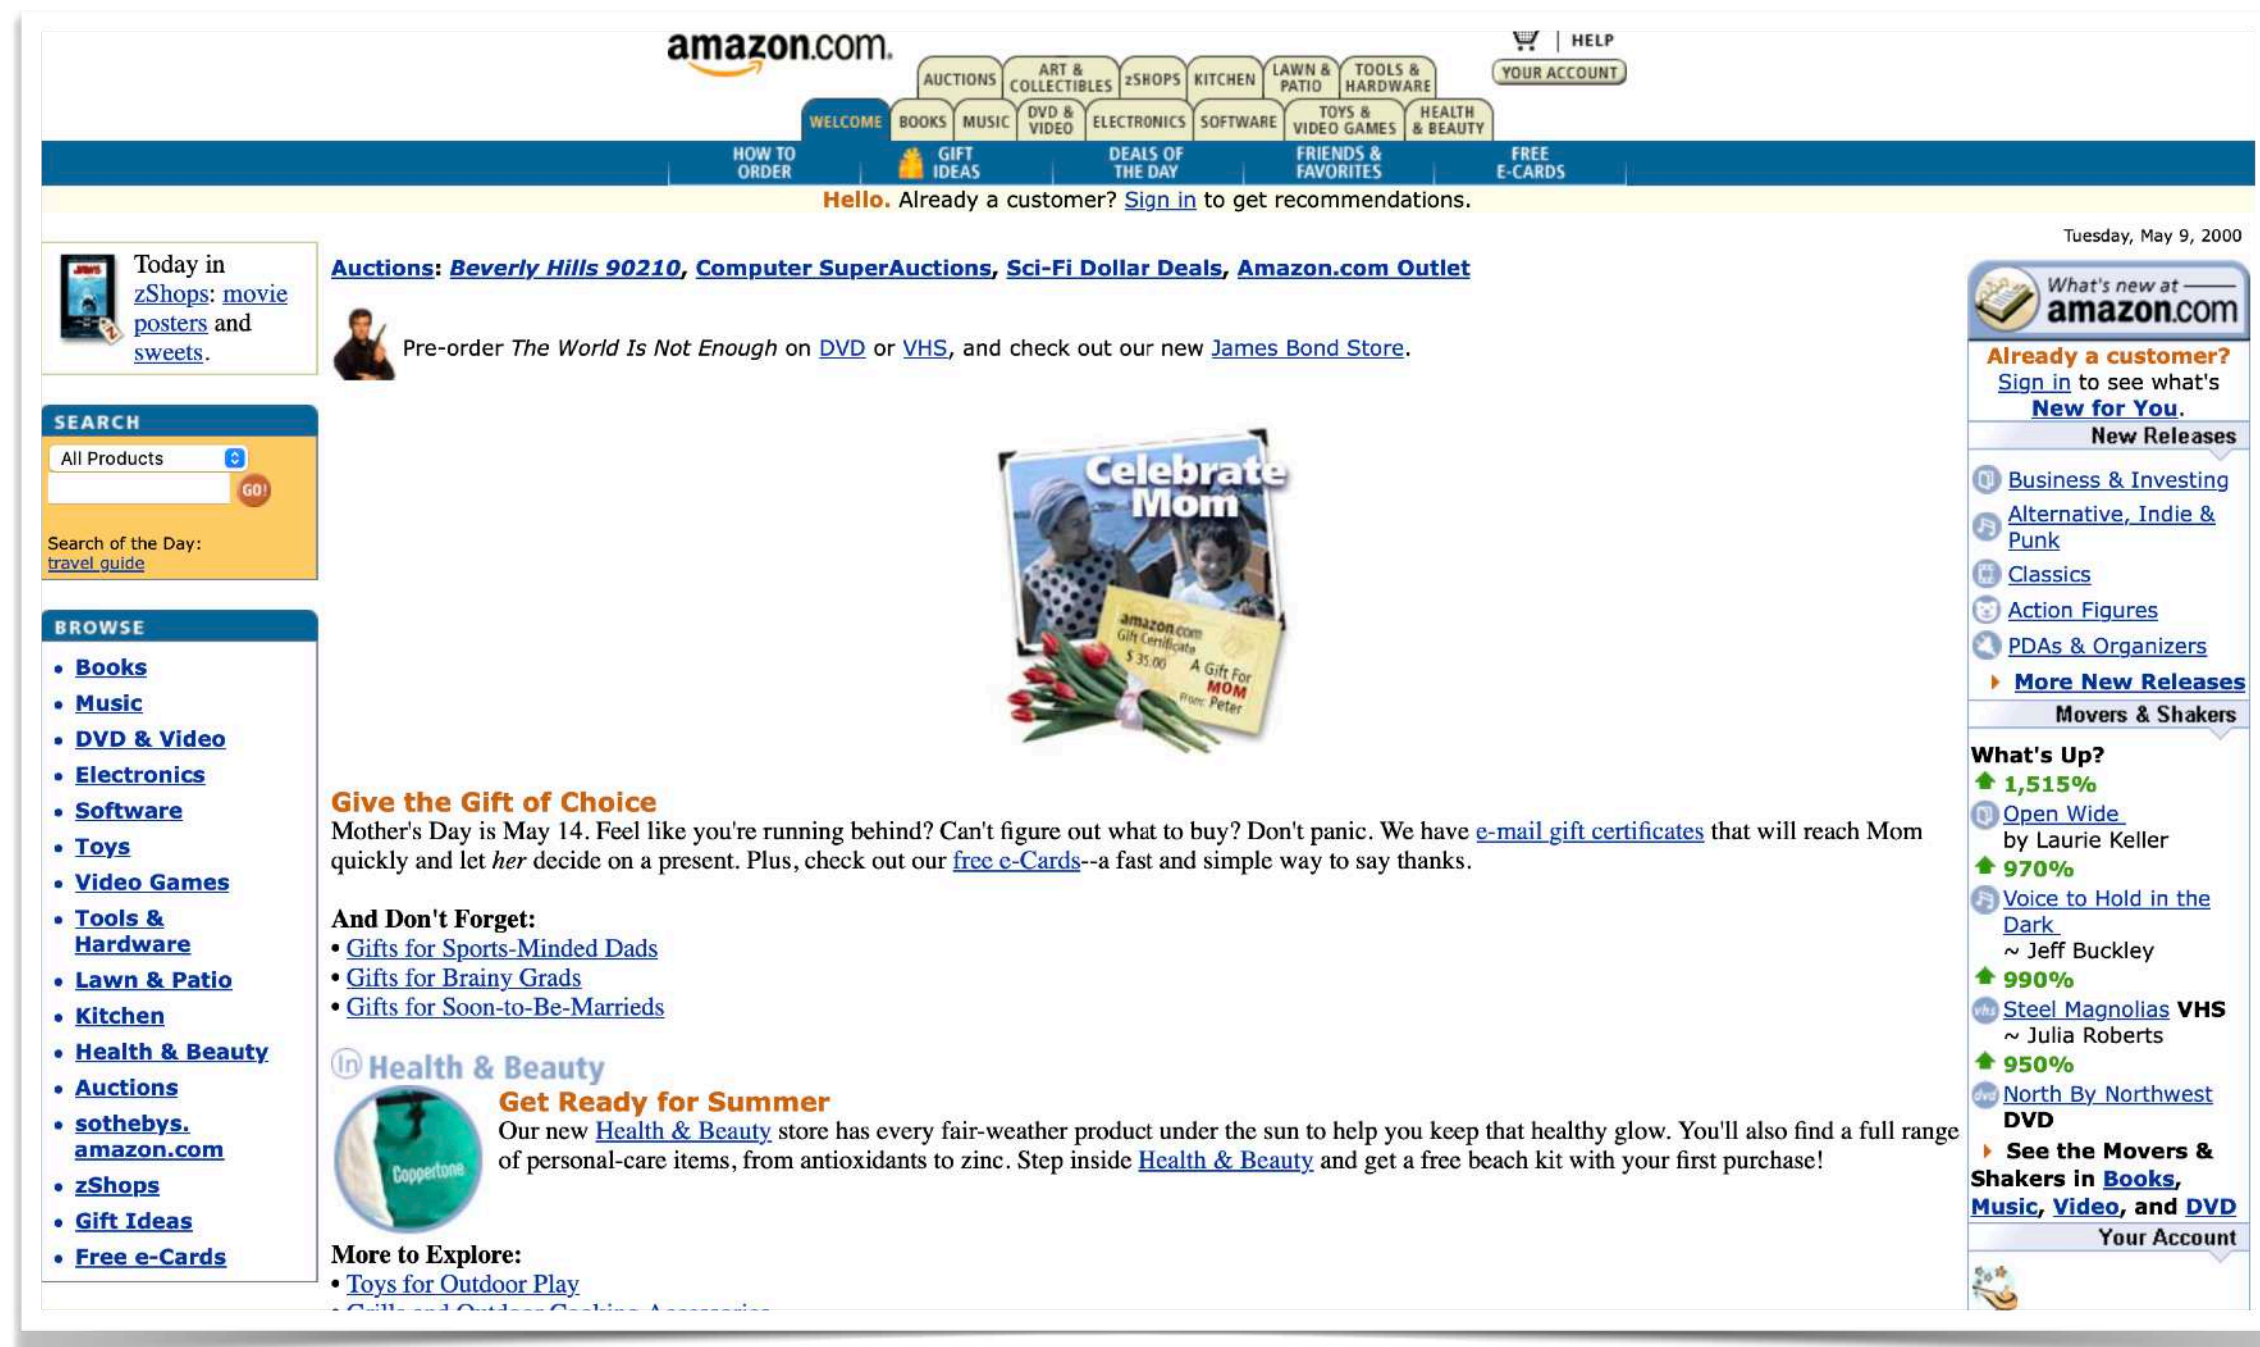 amazon.com.
HELP
YOUR ACCOUNT
AUCTIONS
ART & COLLECTIBLES
zSHOPS
KITCHEN
LAWN & PATIO
TOOLS & HARDWARE
WELCOME
BOOKS
MUSIC
DVD & VIDEO
ELECTRONICS
SOFTWARE
TOYS & VIDEO GAMES
HEALTH & BEAUTY
HOW TO ORDER
GIFT IDEAS
DEALS OF THE DAY
FRIENDS & FAVORITES
FREE E-CARDS
Hello. Already a customer? Sign in to get recommendations.
Tuesday, May 9, 2000
JAWS
Today in
zShops: movie
posters and
sweets.
SEARCH
All Products
GO!
Search of the Day:
travel guide
BROWSE
• Books
• Music
• DVD & Video
• Electronics
• Software
• Toys
• Video Games
• Tools &
Hardware
• Lawn & Patio
• Kitchen
• Health & Beauty
• Auctions
• sothebys.
amazon.com
• zShops
• Gift Ideas
• Free e-Cards
Auctions: Beverly Hills 90210, Computer SuperAuctions, Sci-Fi Dollar Deals, Amazon.com Outlet
Pre-order The World Is Not Enough on DVD or VHS, and check out our new James Bond Store.
Celebrate
Mom
amazon.com
Gift Certificate
$ 35.00
A Gift For
MOM
From: Peter
Give the Gift of Choice
Mother's Day is May 14. Feel like you're running behind? Can't figure out what to buy? Don't panic. We have e-mail gift certificates that will reach Mom
quickly and let her decide on a present. Plus, check out our free e-Cards--a fast and simple way to say thanks.
And Don't Forget:
• Gifts for Sports-Minded Dads
• Gifts for Brainy Grads
• Gifts for Soon-to-Be-Marrieds
In Health & Beauty
Coppertone
Get Ready for Summer
Our new Health & Beauty store has every fair-weather product under the sun to help you keep that healthy glow. You'll also find a full range
of personal-care items, from antioxidants to zinc. Step inside Health & Beauty and get a free beach kit with your first purchase!
More to Explore:
• Toys for Outdoor Play
What's new at
amazon.com
Already a customer?
Sign in to see what's
New for You.
New Releases
Business & Investing
Alternative, Indie &
Punk
Classics
Action Figures
PDAs & Organizers
More New Releases
Movers & Shakers
What's Up?
1,515%
Open Wide
by Laurie Keller
970%
Voice to Hold in the
Dark
~ Jeff Buckley
990%
vhs Steel Magnolias VHS
~ Julia Roberts
950%
dvd North By Northwest
DVD
See the Movers &
Shakers in Books,
Music, Video, and DVD
Your Account